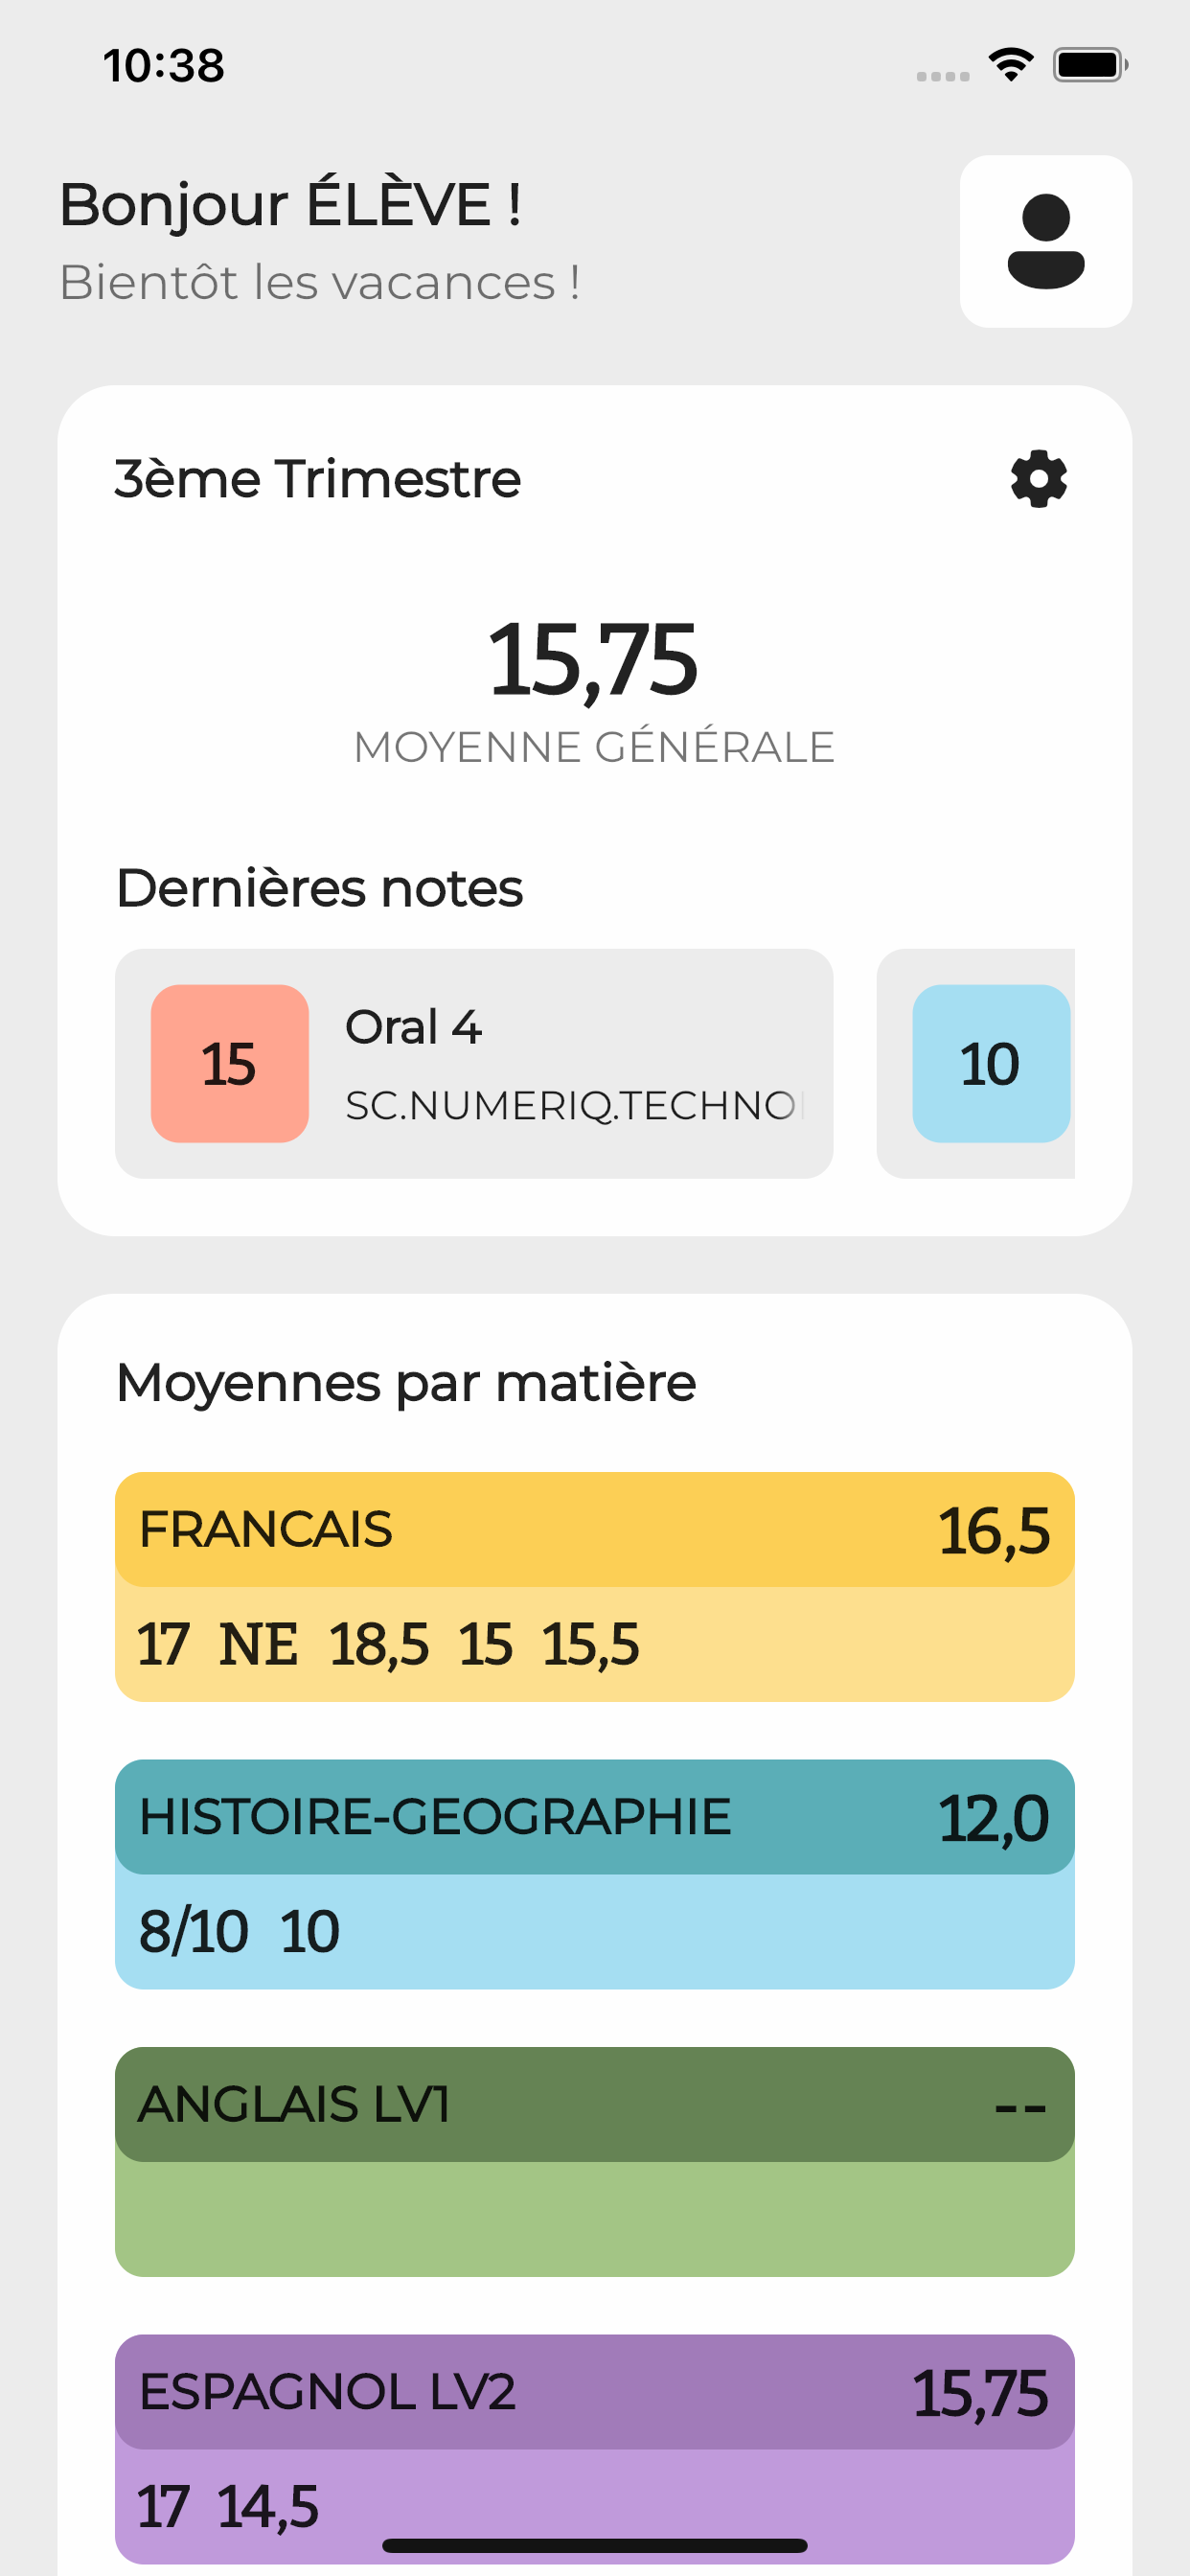 10:38
Bonjour ÉLÈVE !
Bientôt les vacances !
3ème Trimestre
15,75
MOYENNE GÉNÉRALE
Dernières notes
15
Oral 4
SC.NUMERIQ.TECHNO
10
Moyennes par matière
FRANCAIS 16,5
17 NE 18,5 15 15,5
HISTOIRE-GEOGRAPHIE 12,0
8/10 10
ANGLAIS LV1 --
ESPAGNOL LV2 15,75
17 14,5